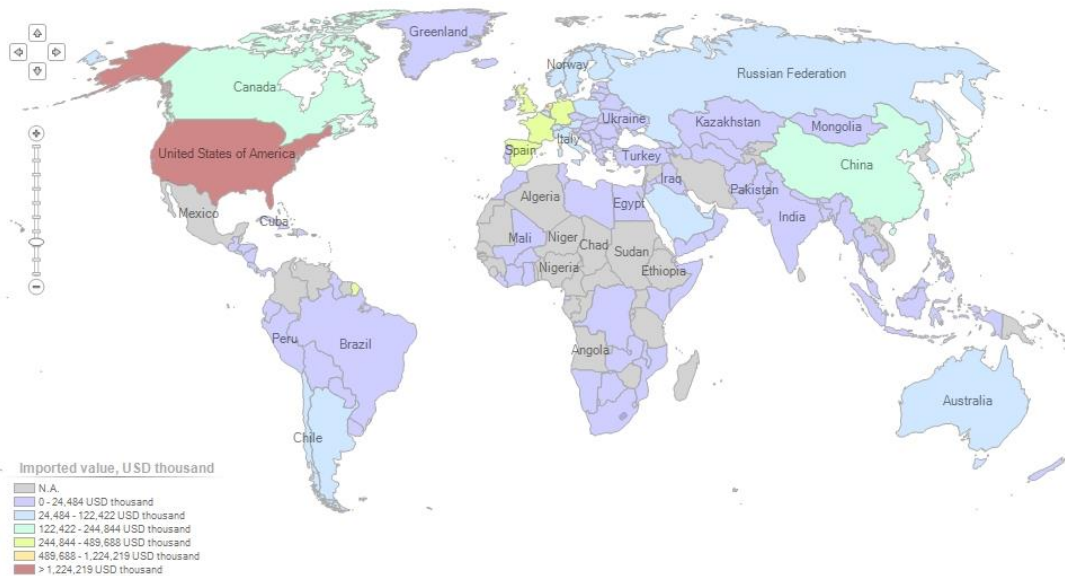 Greenland
Norway
Russian Federation
Canada
Ukraine
Kazakhstan
Mongolia
United States of America
Spain
Italy
Turkey
China
Iraq
Pakistan
Mexico
Algeria
Egypt
India
Cuba
Mali
Niger
Chad
Sudan
Nigeria
Ethiopia
Peru
Brazil
Angola
Australia
Chile
Imported value, USD thousand
N.A.
0 - 24,484 USD thousand
24,484 - 122,422 USD thousand
122,422 - 244,844 USD thousand
244,844 - 489,688 USD thousand
489,688 - 1,224,219 USD thousand
> 1,224,219 USD thousand